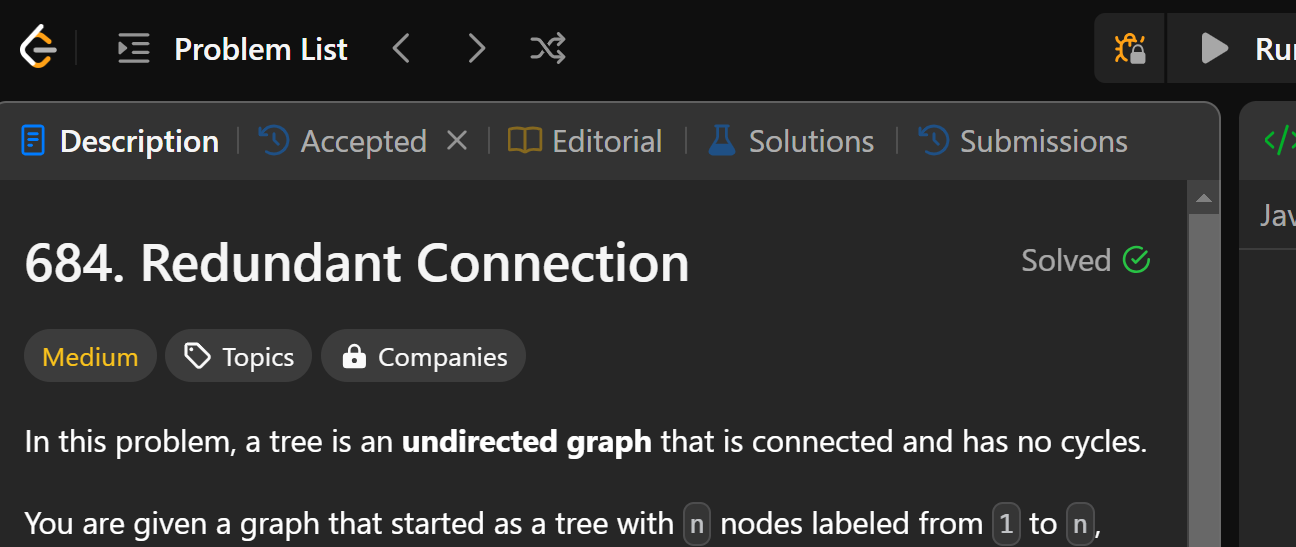 Problem List
Description Accepted Editorial Solutions Submissions
684. Redundant Connection
Solved
Medium Topics Companies
In this problem, a tree is an undirected graph that is connected and has no cycles.
You are given a graph that started as a tree with n nodes labeled from 1 to n,